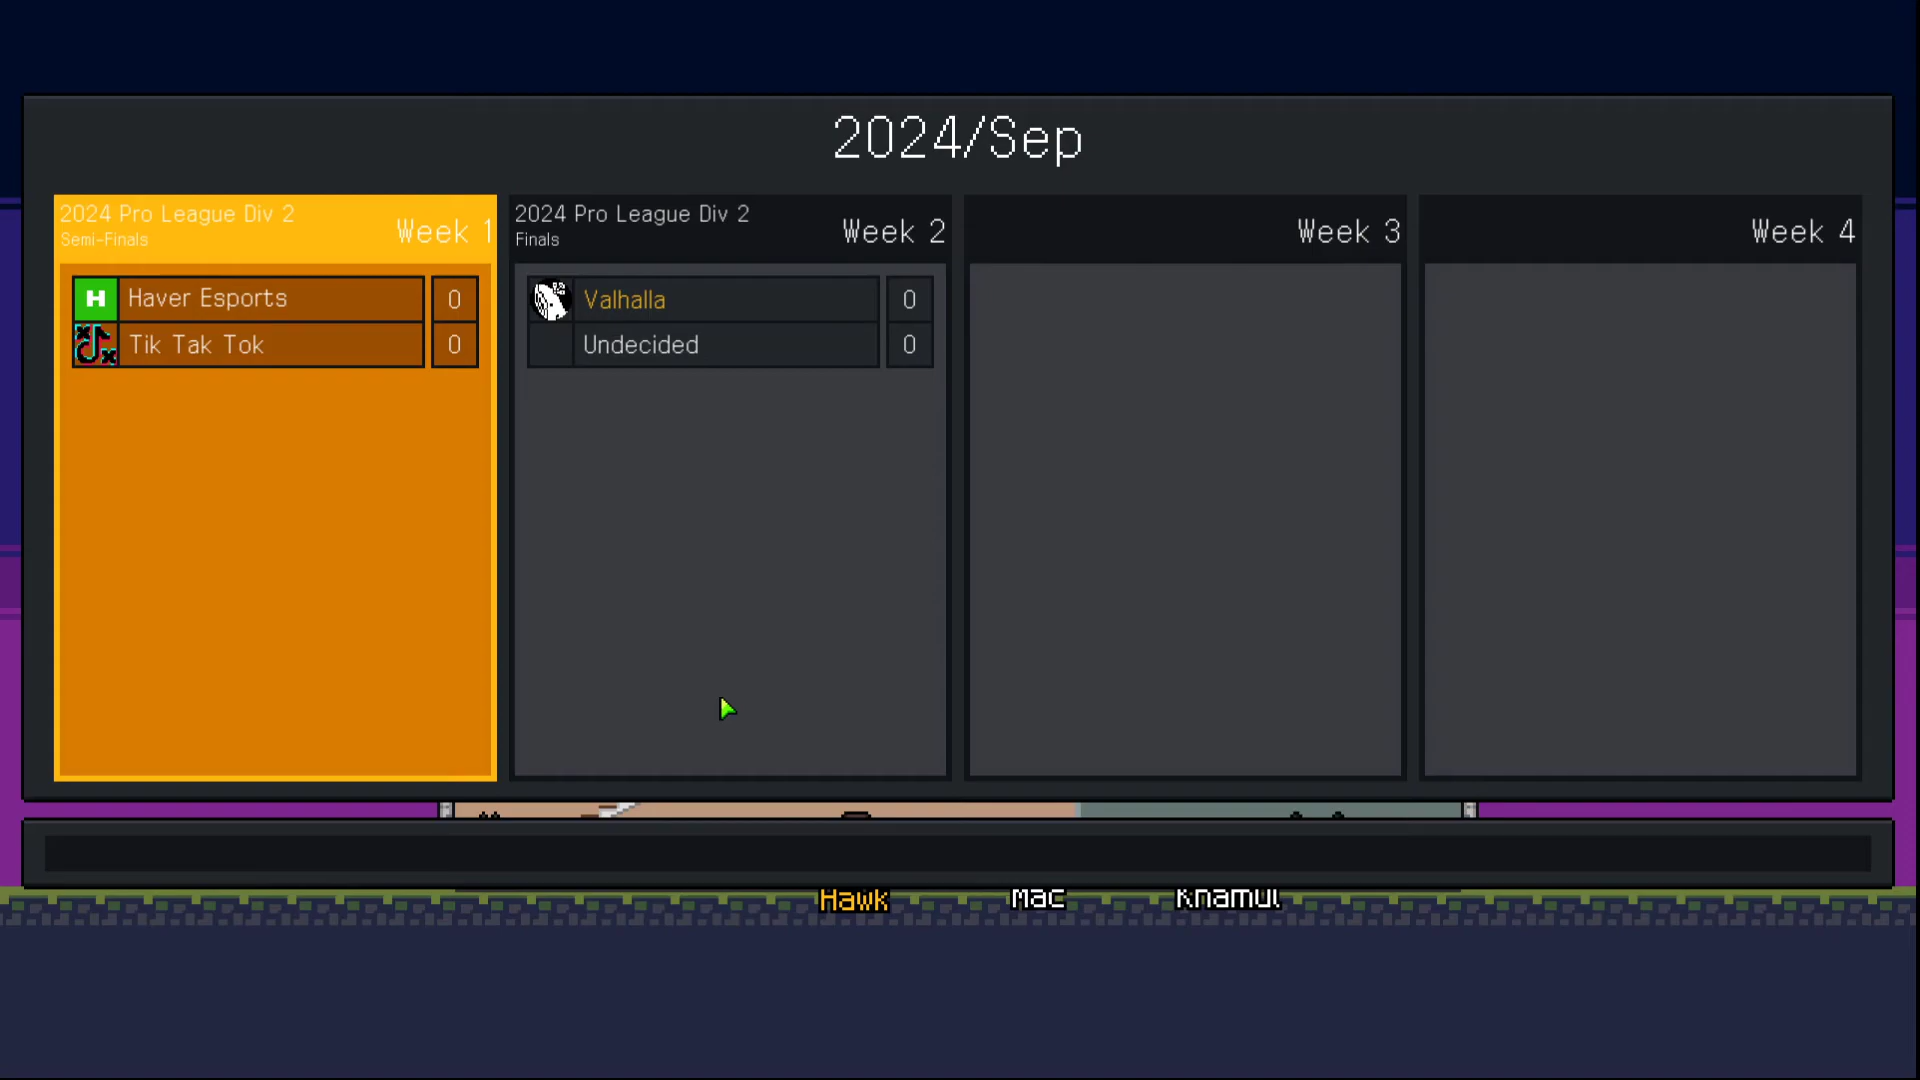 2024/Sep
2024 Pro League Div 2
Semi-Finals
Week 1
H
Haver Esports
0
Tik Tak Tok
0
2024 Pro League Div 2
Finals
Week 2
Valhalla
0
Undecided
0
Week 3
Week 4
Hawk
Mac
Knamul